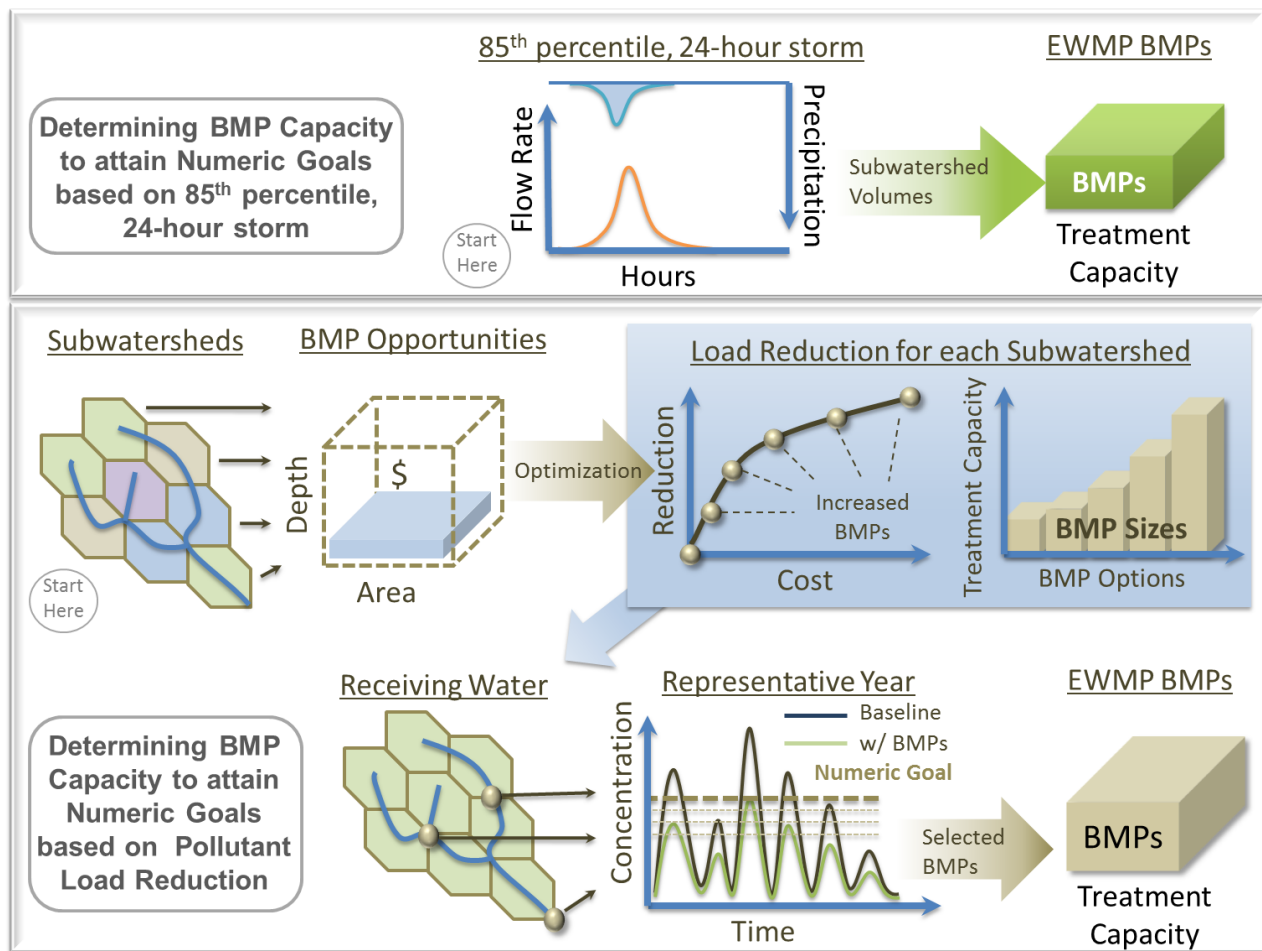 85th percentile, 24-hour storm
EWMP BMPs
Determining BMP Capacity
to attain Numeric Goals
based on 85th percentile,
24-hour storm
Start
Here
Flow Rate
Precipitation
Hours
Subwatershed
Volumes
BMPs
Treatment
Capacity
Subwatersheds
BMP Opportunities
Load Reduction for each Subwatershed
Start
Here
Depth
$
Area
Optimization
Reduction
Increased
BMPs
Cost
Treatment Capacity
BMP Sizes
BMP Options
Determining BMP
Capacity to attain
Numeric Goals
based on Pollutant
Load Reduction
Receiving Water
Representative Year
Baseline
w/ BMPs
Numeric Goal
Concentration
Time
Selected
BMPs
EWMP BMPs
BMPs
Treatment
Capacity